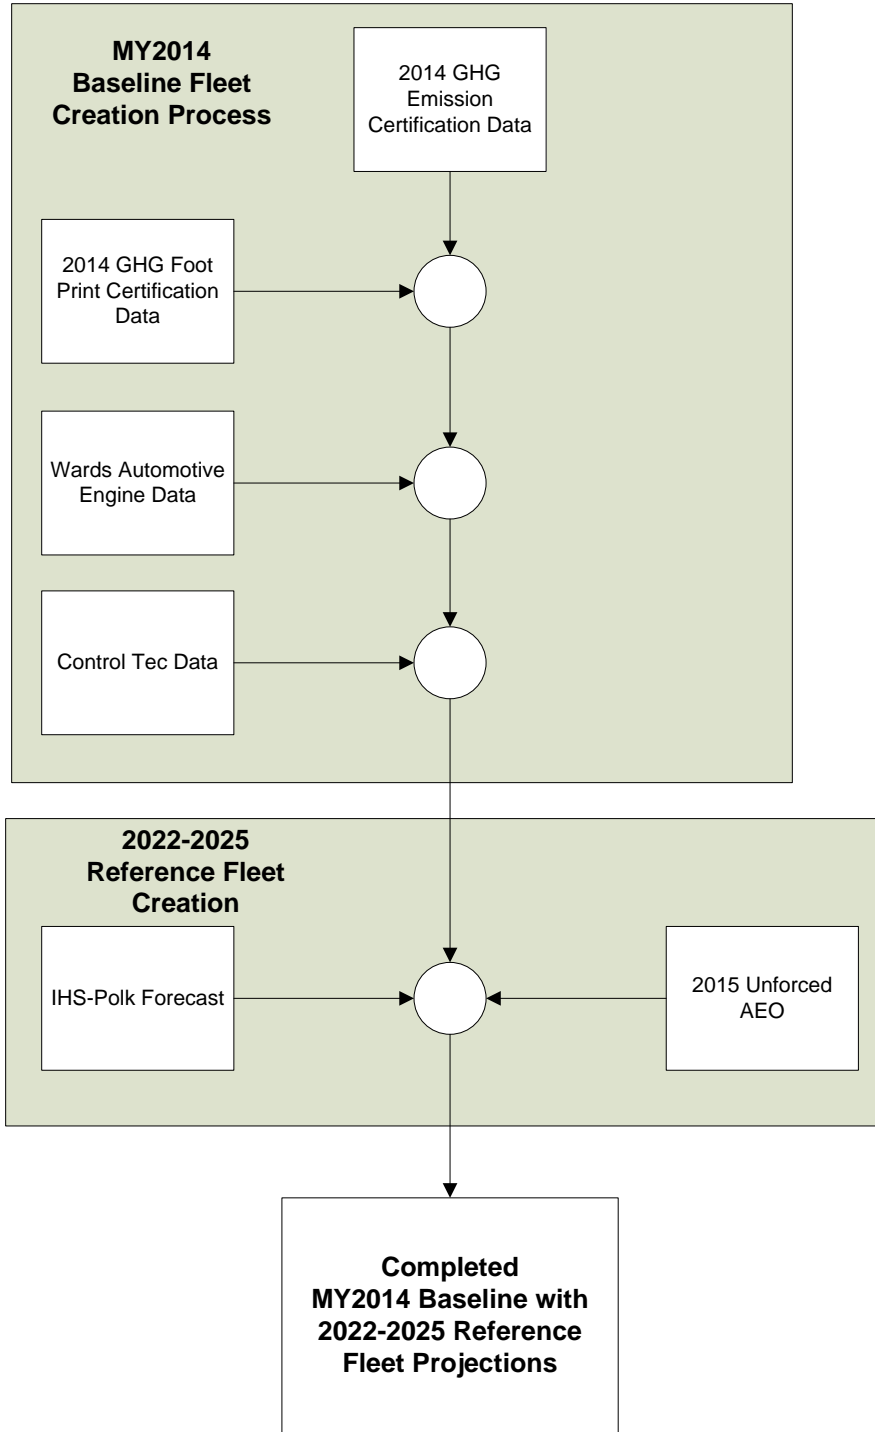 MY2014
Baseline Fleet
Creation Process
2014 GHG
Emission
Certification Data
2014 GHG Foot
Print Certification
Data
Wards Automotive
Engine Data
Control Tec Data
2022-2025
Reference Fleet
Creation
IHS-Polk Forecast
2015 Unforced
AEO
Completed
MY2014 Baseline with
2022-2025 Reference
Fleet Projections